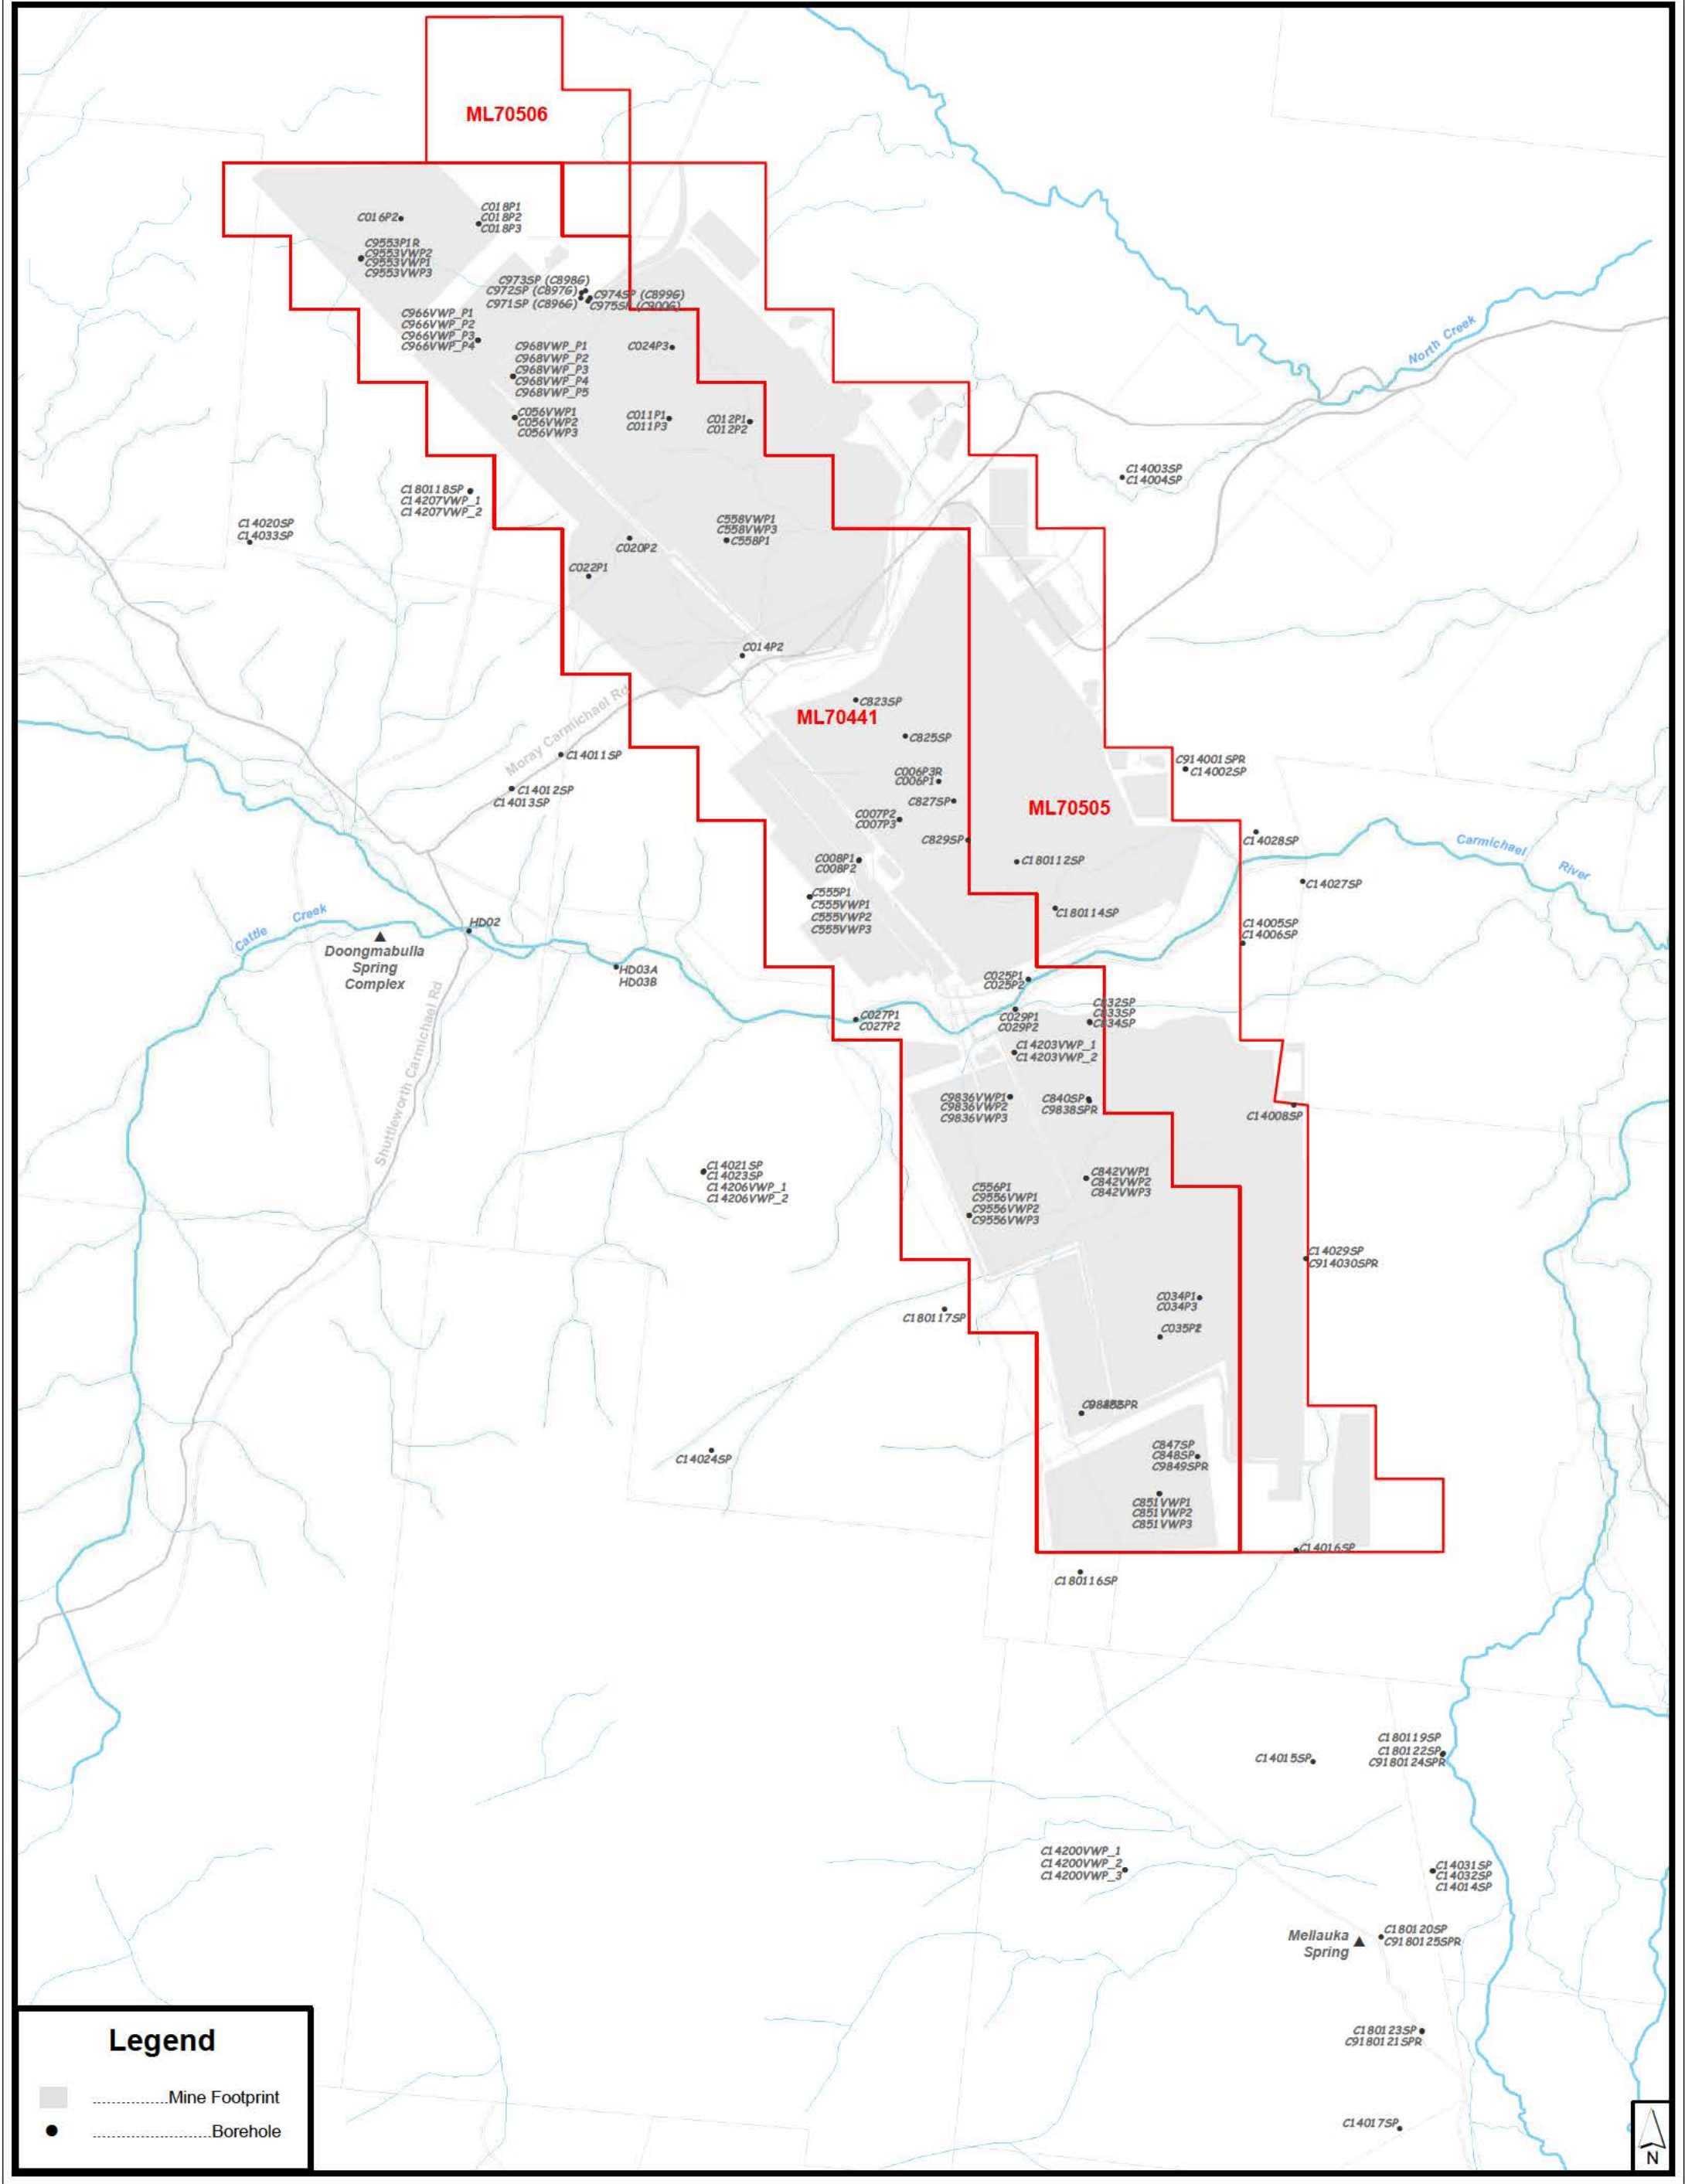 ML70506
C016P2
C018P1
C018P2
C018P3
C9553P1R
C9553VWP2
C9553VWP1
C9553VWP3
C973SP (C898G)
C972SP (C897G)
C971SP (C896G)
C974SP (C899G)
C975SP (C900G)
C966VWP_P1
C966VWP_P2
C966VWP_P3
C966VWP_P4
C968VWP_P1
C968VWP_P2
C968VWP_P3
C968VWP_P4
C968VWP_P5
C024P3
North Creek
C056VWP1
C056VWP2
C056VWP3
C011P1
C011P3
C012P1
C012P2
C14003SP
C14004SP
C180118SP
C14207VWP_1
C14207VWP_2
C14020SP
C14033SP
C558VWP1
C558VWP3
C558P1
C020P2
C022P1
C014P2
Moray Carmichael Rd
C823SP
ML70441
C825SP
C14011SP
C14012SP
C14013SP
C006P3R
C006P1
C827SP
C007P2
C007P3
C829SP
C914001SPR
C14002SP
ML70505
C14028SP
Carmichael River
C008P1
C008P2
C180112SP
C14027SP
C555P1
C555VWP1
C555VWP2
C555VWP3
C180114SP
C14005SP
C14006SP
Cattle Creek
HD02
Doongmabulla
Spring
Complex
HD03A
HD03B
C025P1
C025P2
C027P1
C027P2
C029P1
C029P2
C832SP
C833SP
C834SP
C14203VWP_1
C14203VWP_2
Shuttleworth Carmichael Rd
C9836VWP1
C9836VWP2
C9836VWP3
C840SP
C9838SPR
C14008SP
C14021SP
C14023SP
C14206VWP_1
C14206VWP_2
C842VWP1
C842VWP2
C842VWP3
C556P1
C9556VWP1
C9556VWP2
C9556VWP3
C14029SP
C914030SPR
C034P1
C034P3
C180117SP
C035P2
C14024SP
C847SP
C848SP
C9849SPR
C851VWP1
C851VWP2
C851VWP3
C14016SP
C180116SP
C14015SP
C180119SP
C180122SP
C9180124SPR
C14200VWP_1
C14200VWP_2
C14200VWP_3
C14031SP
C14032SP
C14014SP
C180120SP
C9180125SPR
Mellauka
Spring
C180123SP
C9180121SPR
C14017SP
Legend
Mine Footprint
Borehole
N